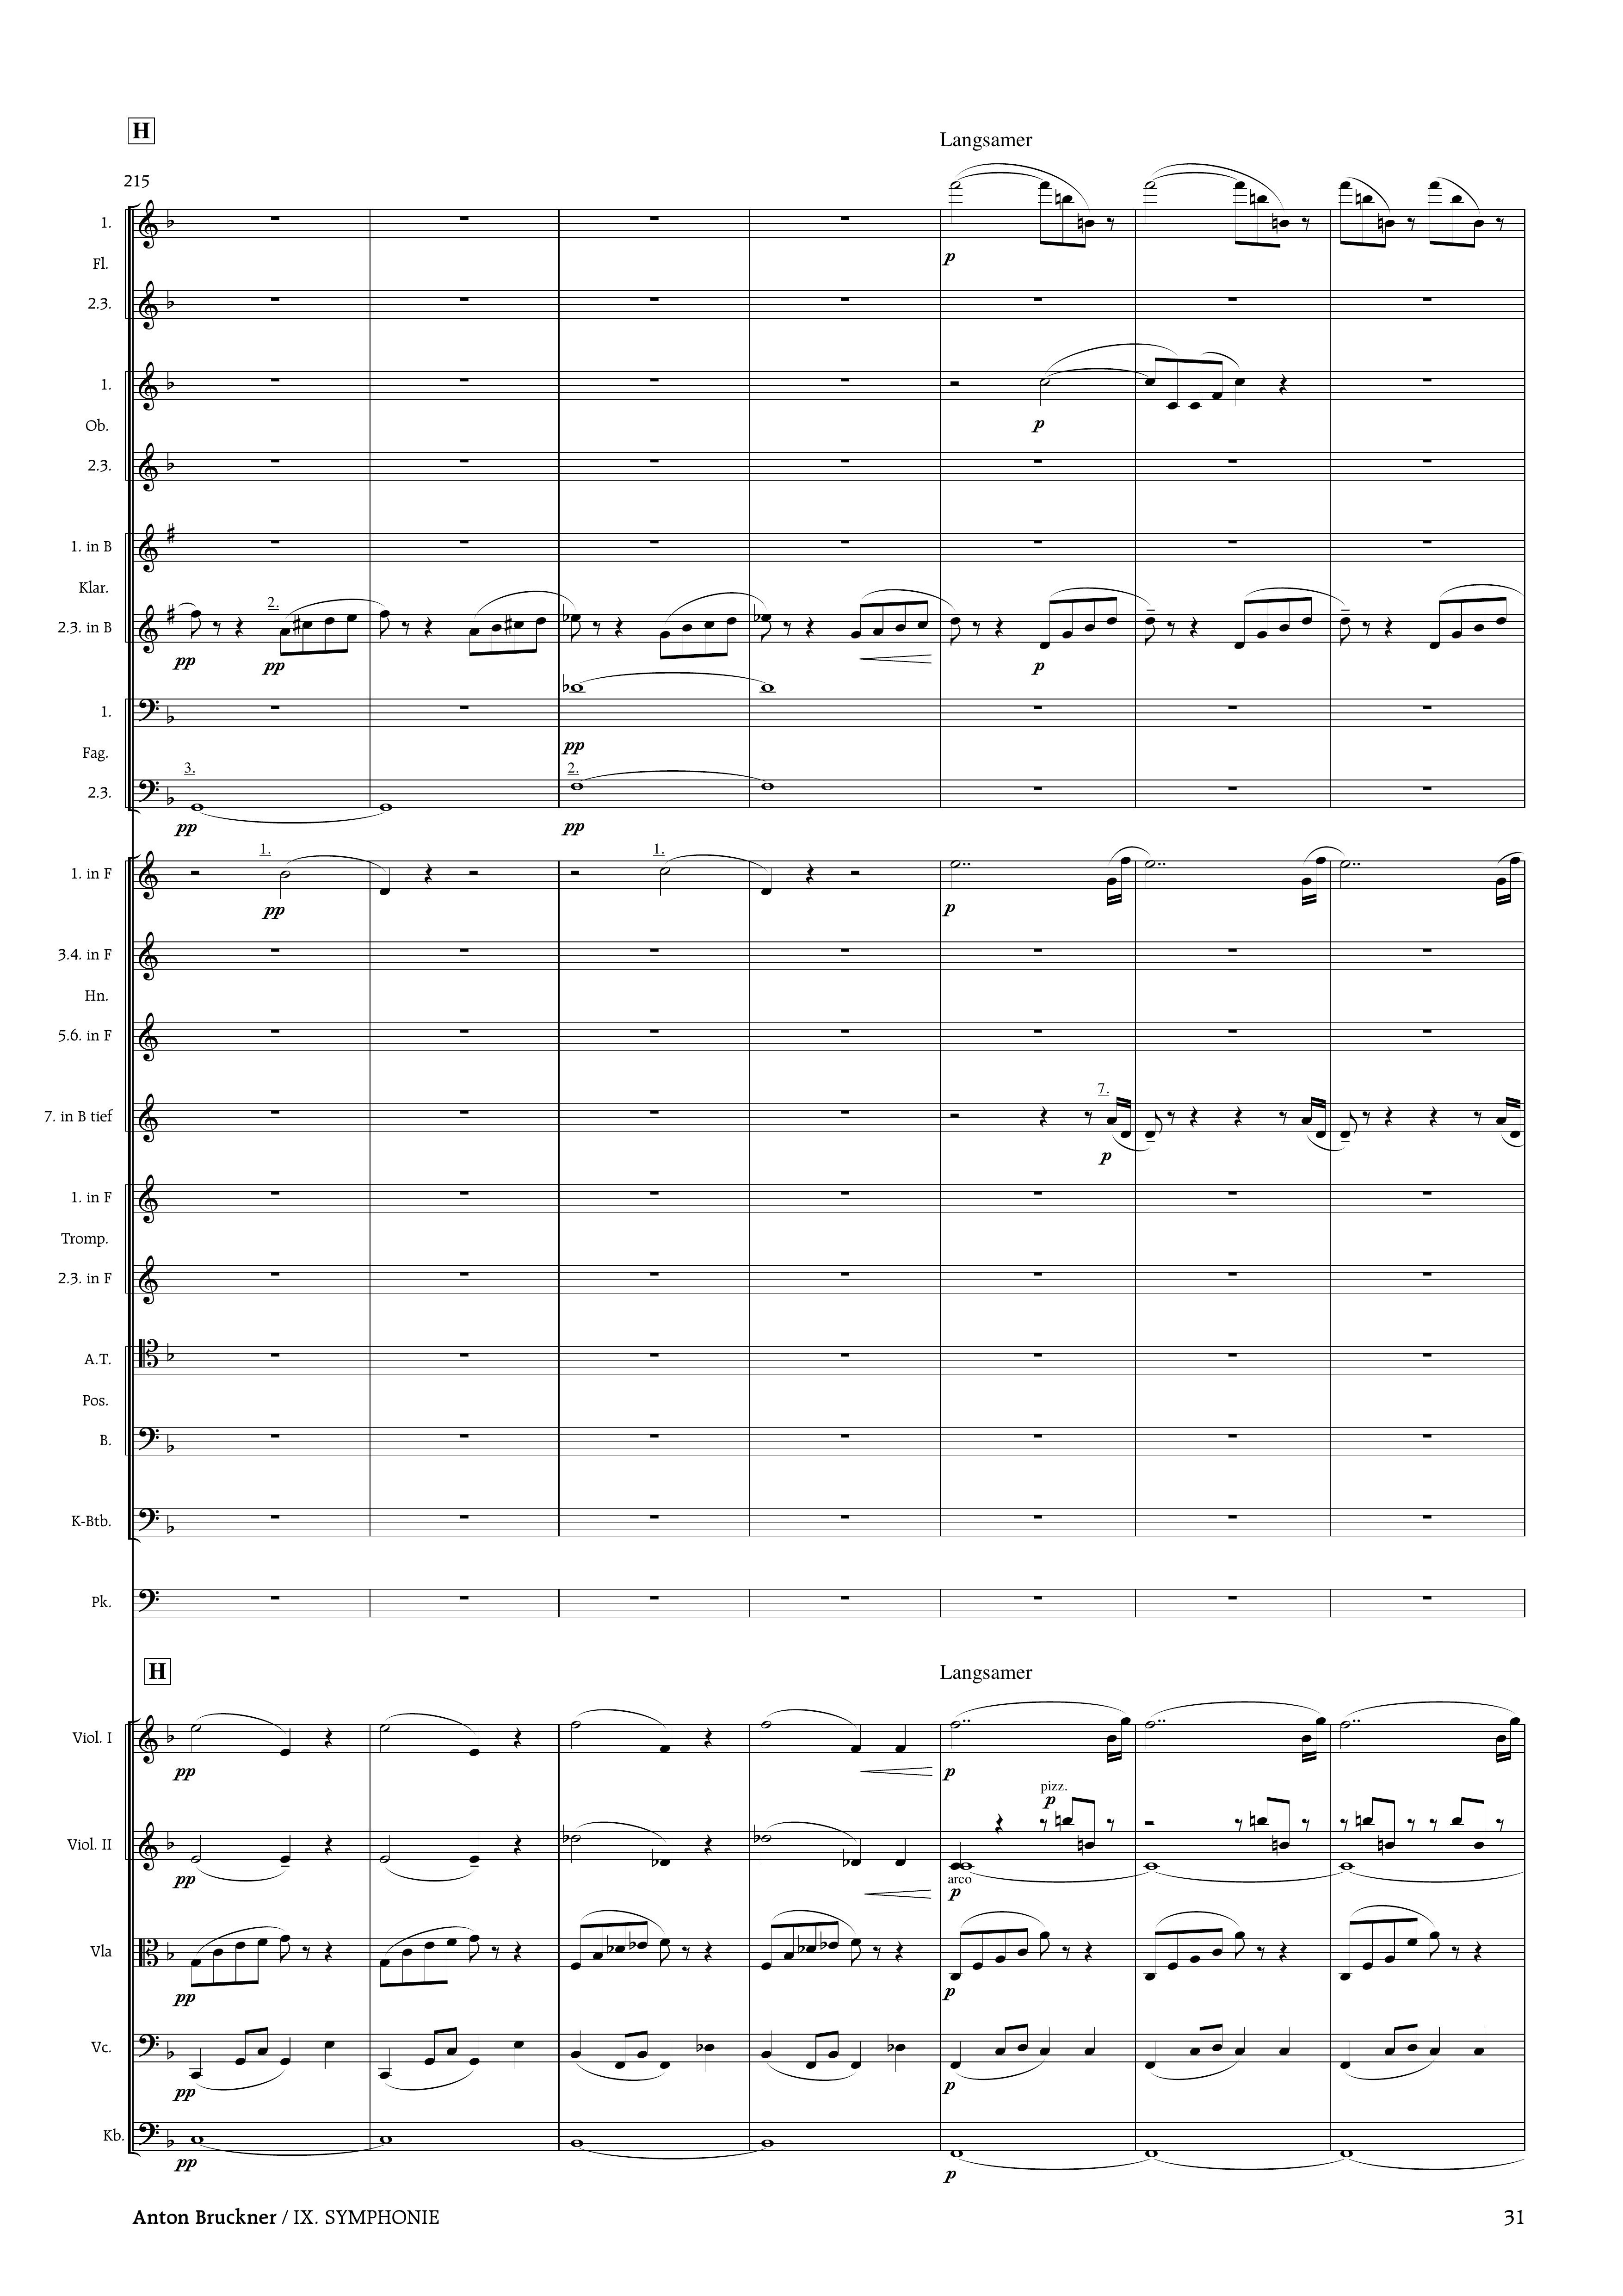 H
Langsamer
215
1.
Fl.
2.3.
1.
Ob.
2.3.
1. in B
Klar.
2.3. in B
2.
pp
pp
p
1.
pp
Fag.
3.
2.
2.3.
pp
pp
1.
1.
1. in F
pp
p
3.4. in F
Hn.
5.6. in F
7.
7. in B tief
p
1. in F
Tromp.
2.3. in F
A.T.
Pos.
B.
K-Btb.
Pk.
H
Langsamer
Viol. I
pp
p
pizz.
p
Viol. II
pp
arco
p
Vla
pp
p
Vc.
pp
p
Kb.
pp
p
p
p
Anton Bruckner / IX. SYMPHONIE
31